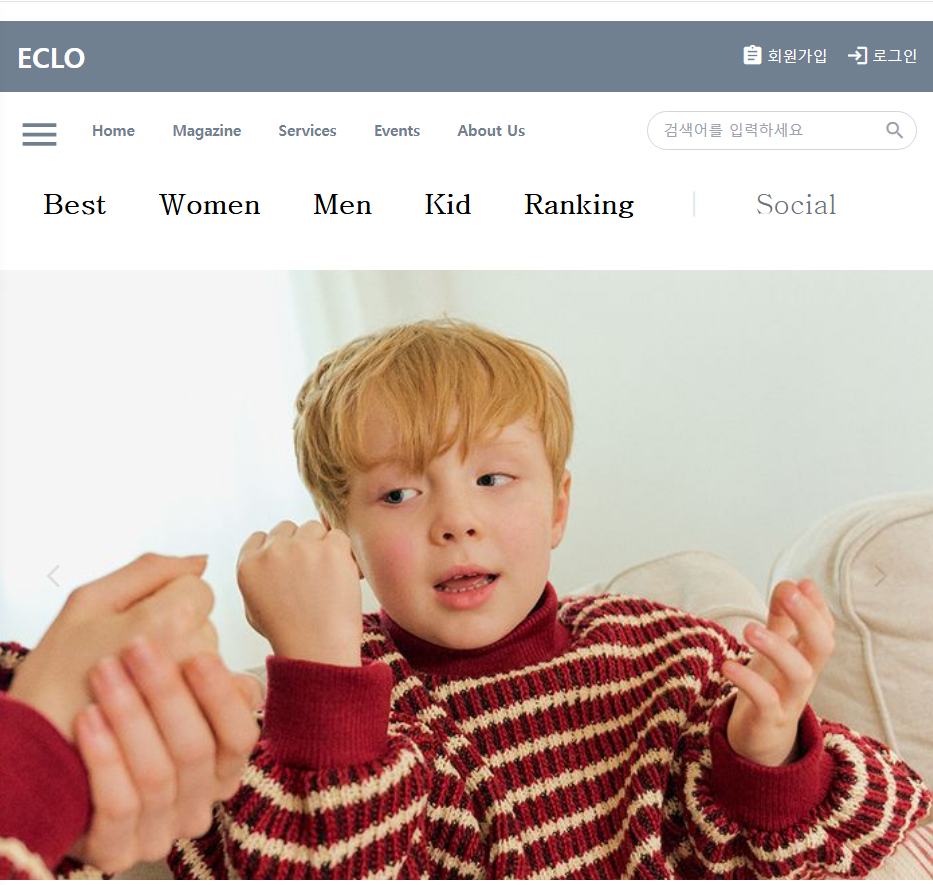 ECLO 회원가입 로그인
Home Magazine Services Events About Us 검색어를 입력하세요
Best Women Men Kid Ranking | Social